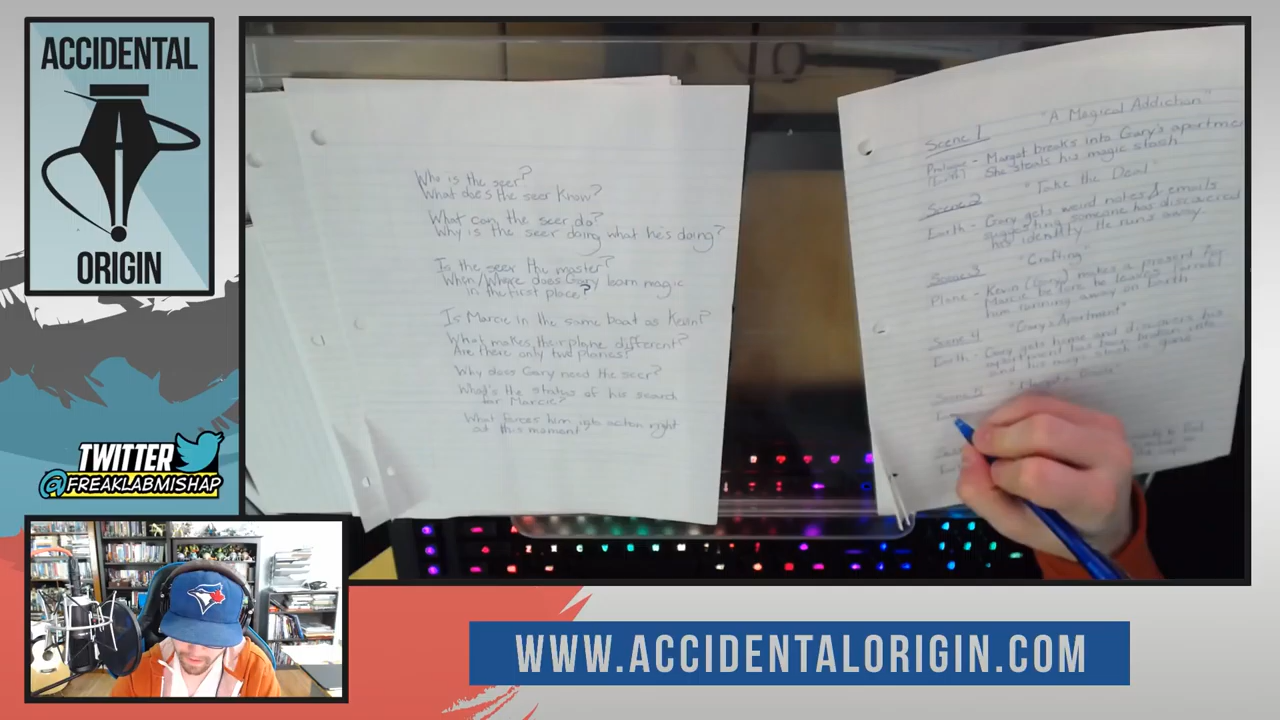 ACCIDENTAL
ORIGIN
TWITTER
@FREAKLABMISHAP
Who is the seer?
What does the seer know?
What can the seer do?
Why is the seer doing what he's doing?
Is the seer the master?
When/Where does Gary learn magic
in the first place?
Is Marcie in the same boat as Kevin?
What makes their plane different?
Are there only two planes?
Why does Gary need the seer?
What's the status of his search
for Marcie?
What forces him into action right
at this moment?
Scene 1 "A Magical Addiction"
Prologue - Margot breaks into Gary's apartme
(Earth) She steals his magic stash
Scene 2 "Take the Deal"
Earth - Gary gets weird notes & emails
suggesting someone has discovered
his identity. He runs away.
Scene 3 "Crafting"
Plane - Kevin (Gary) makes a present for
Marcie before he leaves
him running away on Earth
Scene 4 "Gary's Apartment"
Earth - Gary gets home and discovers his
apartment has been broken into
and his magic stash is gone
Scene 5
WWW.ACCIDENTALORIGIN.COM